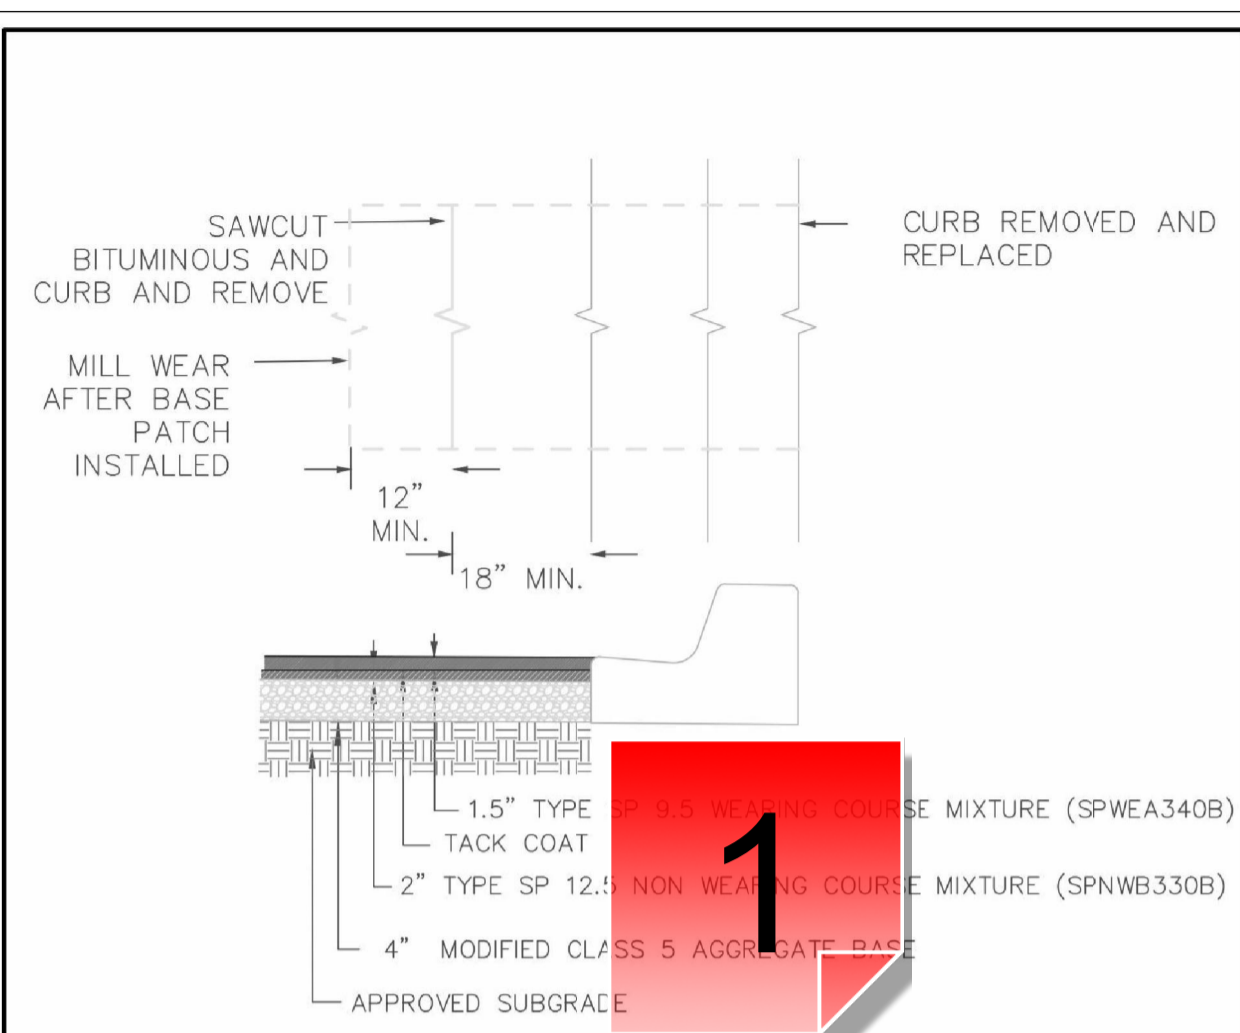 SAWCUT
BITUMINOUS AND
CURB AND REMOVE
CURB REMOVED AND
REPLACED
MILL WEAR
AFTER BASE
PATCH
INSTALLED
12"
MIN.
18" MIN.
1.5" TYPE SP 9.5 WEARING COURSE MIXTURE (SPWEA340B)
TACK COAT
2" TYPE SP 12.5 NON WEARING COURSE MIXTURE (SPNWB330B)
4" MODIFIED CLASS 5 AGGREGATE BASE
APPROVED SUBGRADE
1